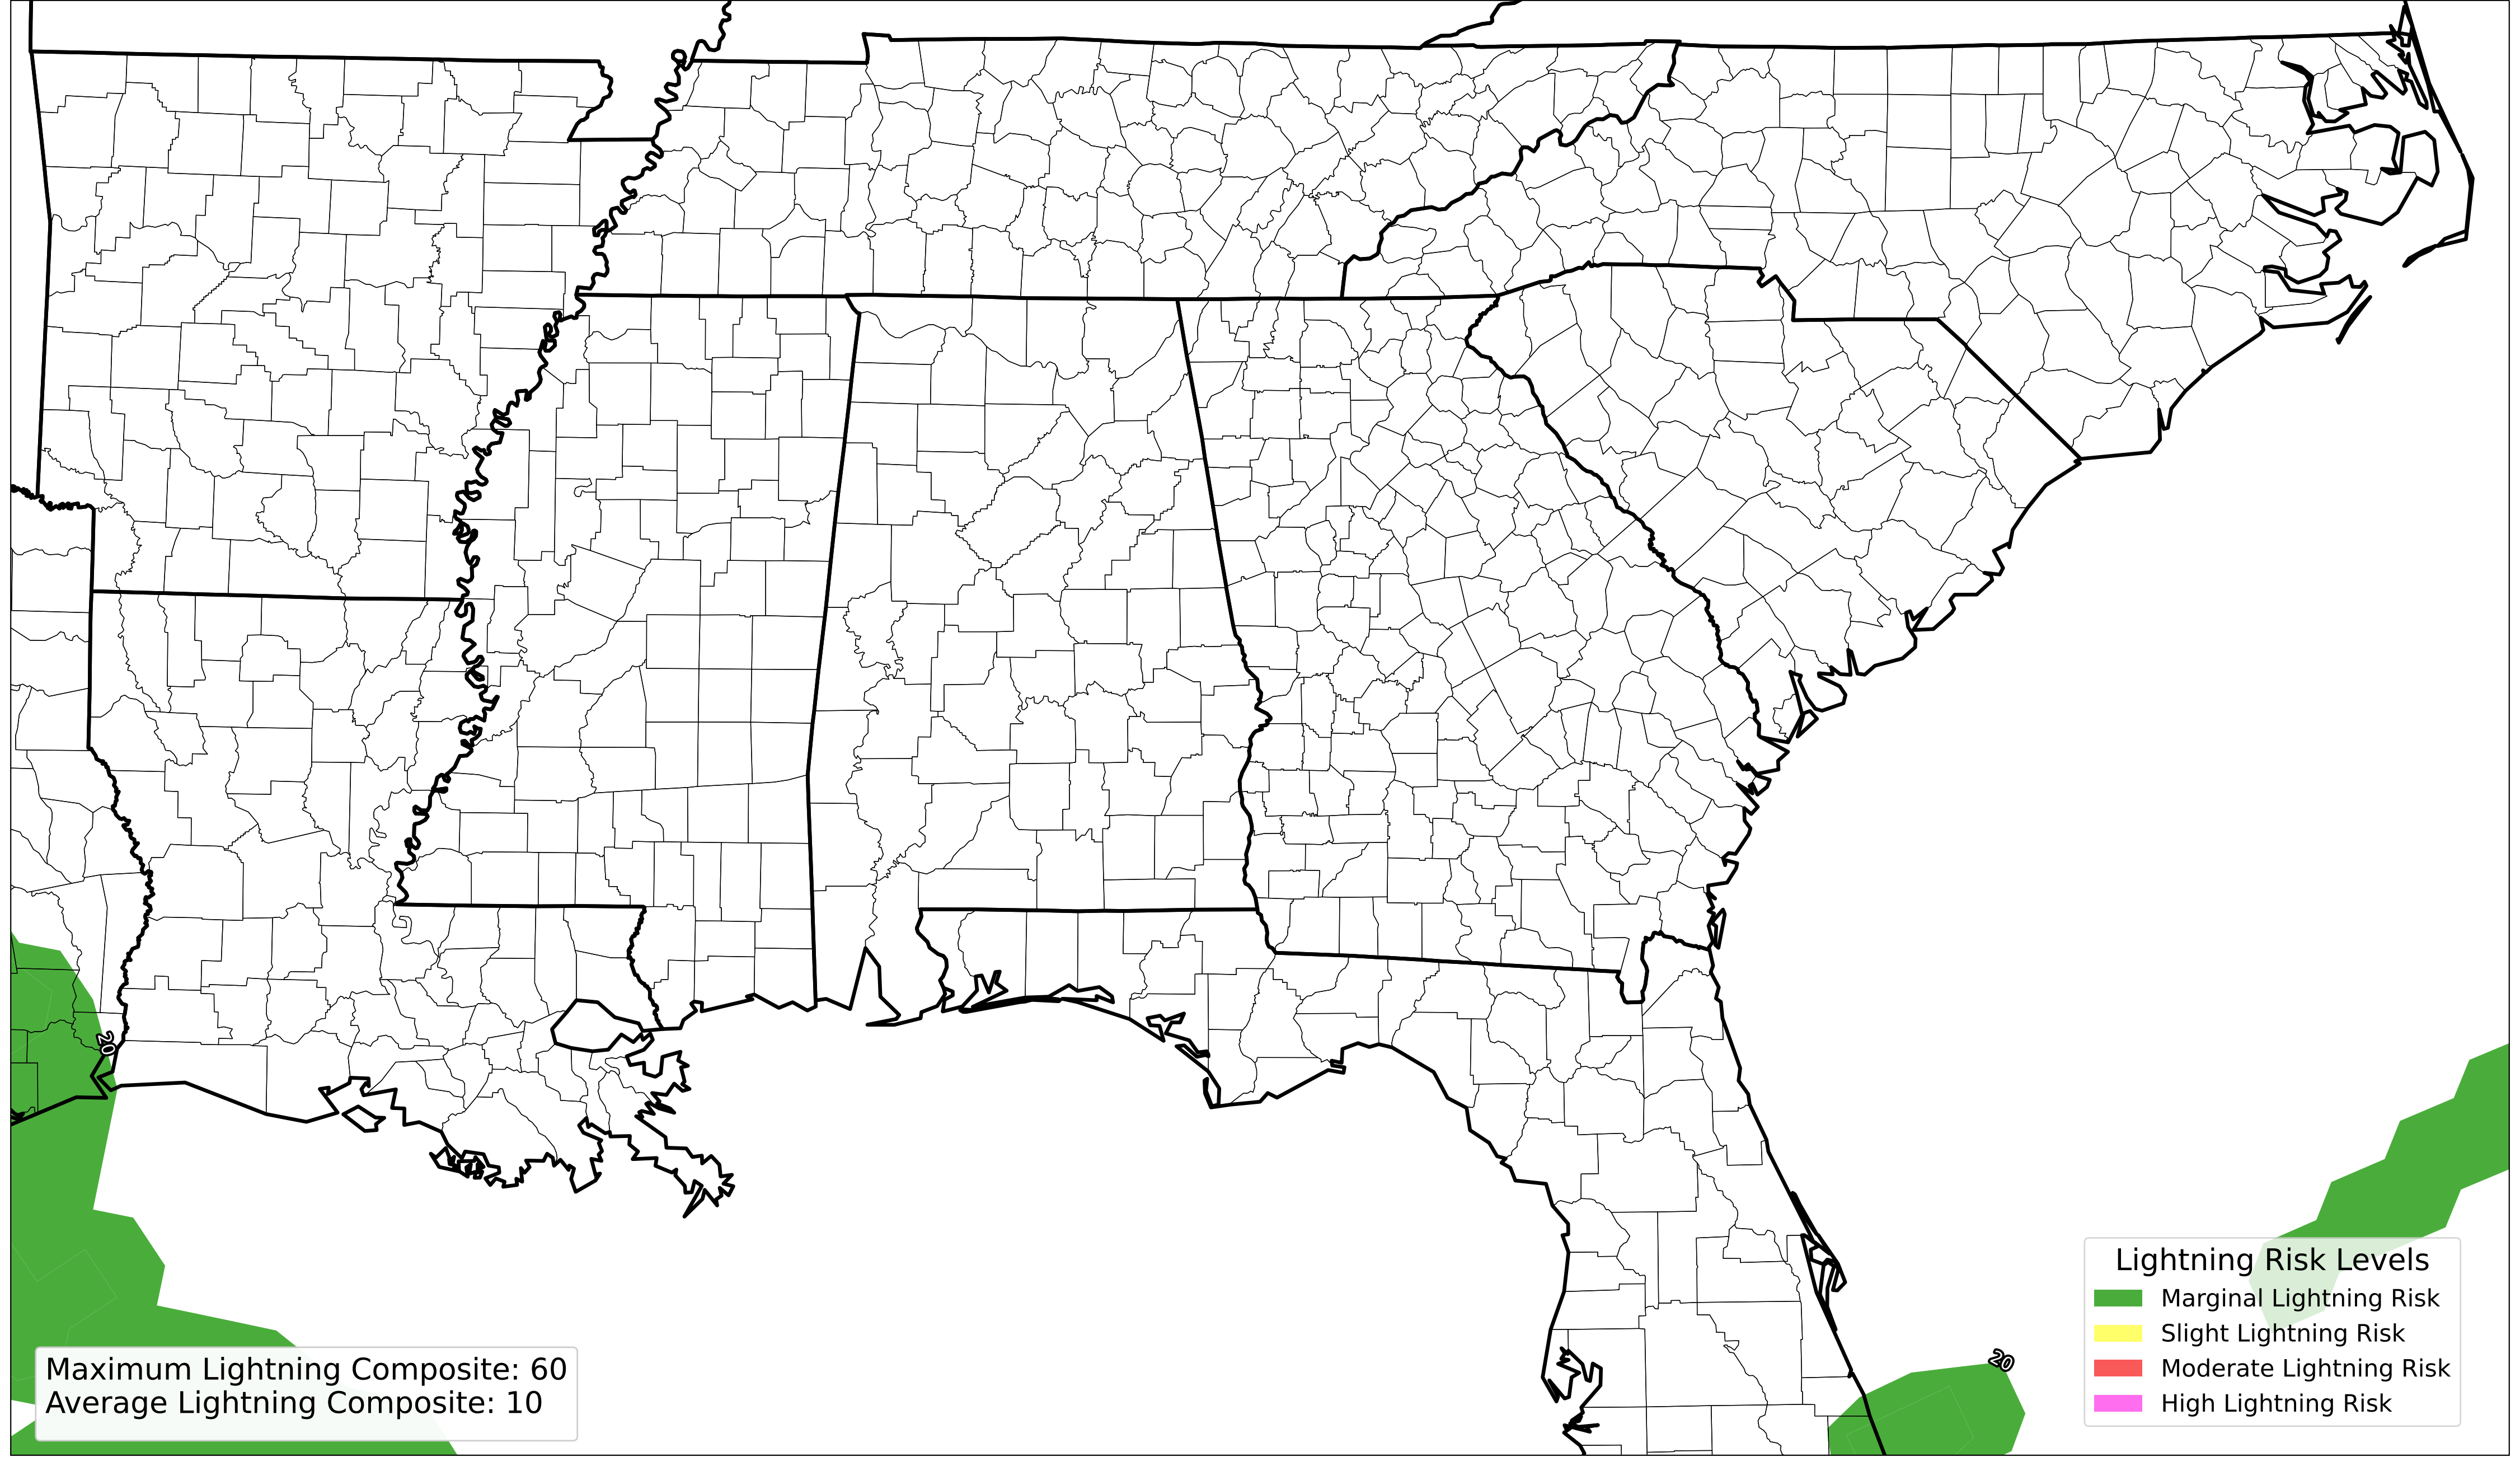 20
20
Lightning Risk Levels
Marginal Lightning Risk
Slight Lightning Risk
Moderate Lightning Risk
High Lightning Risk
Maximum Lightning Composite: 60
Average Lightning Composite: 10